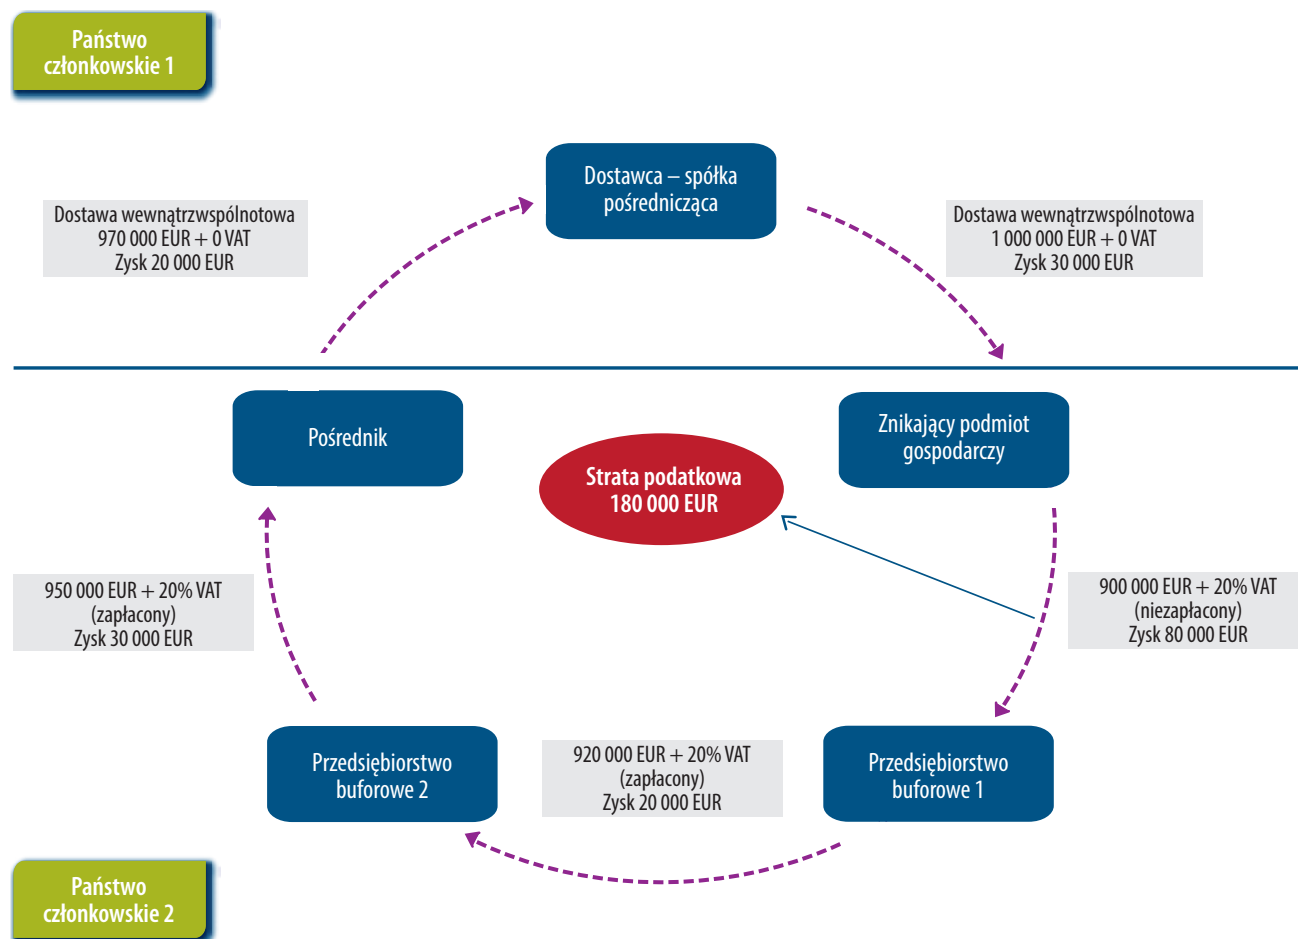 Państwo
członkowskie 1
Dostawca – spółka
pośrednicząca
Dostawa wewnątrzwspólnotowa
970 000 EUR + 0 VAT
Zysk 20 000 EUR
Dostawa wewnątrzwspólnotowa
1 000 000 EUR + 0 VAT
Zysk 30 000 EUR
Pośrednik
Znikający podmiot
gospodarczy
Strata podatkowa
180 000 EUR
950 000 EUR + 20% VAT
(zapłacony)
Zysk 30 000 EUR
900 000 EUR + 20% VAT
(niezapłacony)
Zysk 80 000 EUR
Przedsiębiorstwo
buforowe 2
920 000 EUR + 20% VAT
(zapłacony)
Zysk 20 000 EUR
Przedsiębiorstwo
buforowe 1
Państwo
członkowskie 2